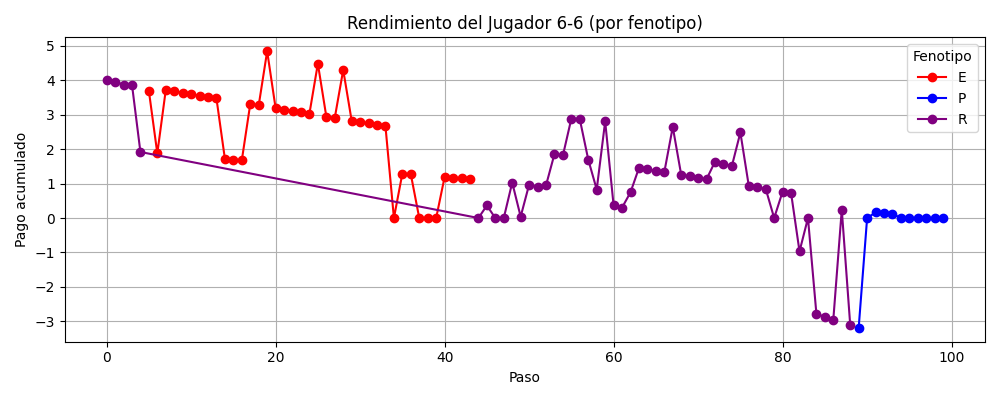 Rendimiento del Jugador 6-6 (por fenotipo)
Pago acumulado
5
4
3
2
1
0
−1
−2
−3
Fenotipo
E
P
R
0 20 40 60 80 100
Paso